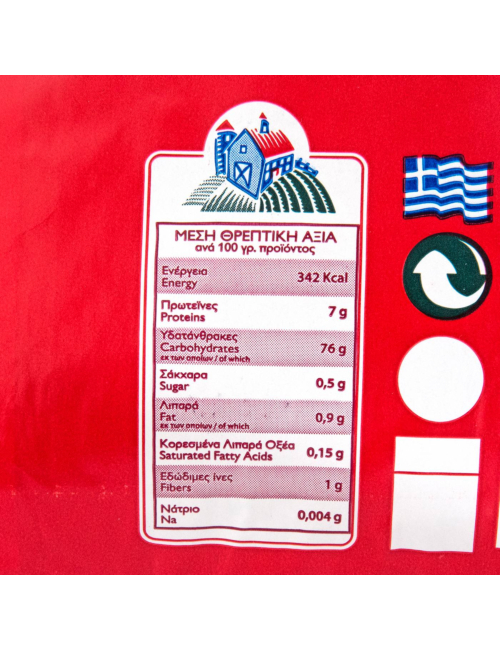 ΜΕΣΗ ΘΡΕΠΤΙΚΗ ΑΞΙΑ
ανά 100 γρ. προϊόντος
Ενέργεια
Energy 342 Kcal
Πρωτεΐνες
Proteins 7 g
Υδατάνθρακες
Carbohydrates 76 g
εκ των οποίων / of which
Σάκχαρα
Sugar 0,5 g
Λιπαρά
Fat 0,9 g
εκ των οποίων / of which
Κορεσμένα Λιπαρά Οξέα
Saturated Fatty Acids 0,15 g
Εδώδιμες ίνες
Fibers 1 g
Νάτριο
Na 0,004 g